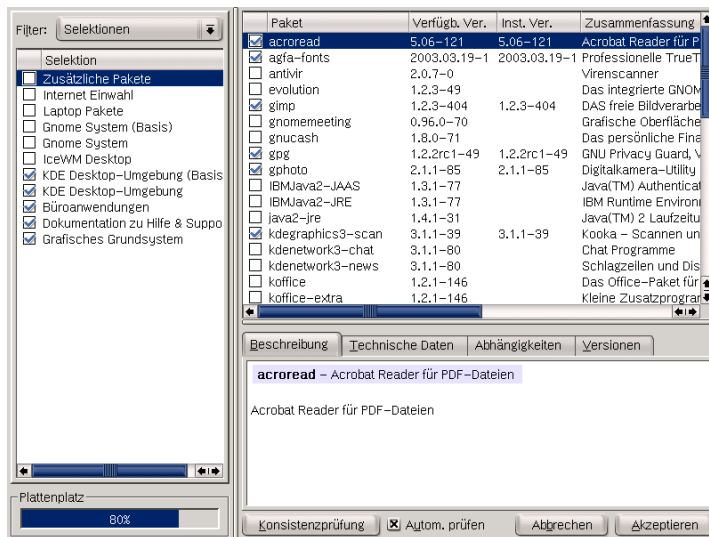 Filter: Selektionen
Selektion
Zusätzliche Pakete
Internet Einwahl
Laptop Pakete
Gnome System (Basis)
Gnome System
IceWM Desktop
KDE Desktop-Umgebung (Basis
KDE Desktop-Umgebung
Büroanwendungen
Dokumentation zu Hilfe & Suppo
Grafisches Grundsystem
Plattenplatz
80%
Paket Verfügb. Ver. Inst. Ver. Zusammenfassung
acroread 5.06-121 5.06-121 Acrobat Reader für P
agfa-fonts 2003.03.19-1 2003.03.19-1 Professionelle TrueT
antivir 2.0.7-0 Virenscanner
evolution 1.2.3-49 Das integrierte GNOM
gimp 1.2.3-404 1.2.3-404 DAS freie Bildverarbe
gnomemeeting 0.96.0-70 Grafische Oberfläche
gnucash 1.8.0-71 Das persönliche Fina
gpg 1.2.2rc1-49 1.2.2rc1-49 GNU Privacy Guard, V
gphoto 2.1.1-85 2.1.1-85 Digitalkamera-Utility
IBMJava2-JAAS 1.3.1-77 Java(TM) Authenticat
IBMJava2-JRE 1.3.1-77 IBM Runtime Environ
java2-jre 1.4.1-31 Java(TM) 2 Laufzeitu
kdegraphics3-scan 3.1.1-39 3.1.1-39 Kooka - Scannen un
kdenetwork3-chat 3.1.1-80 Chat Programme
kdenetwork3-news 3.1.1-80 Schlagzeilen und Dis
koffice 1.2.1-146 Das Office-Paket für
koffice-extra 1.2.1-146 Kleine Zusatzprogra
Beschreibung Technische Daten Abhängigkeiten Versionen
acroread - Acrobat Reader für PDF-Dateien
Acrobat Reader für PDF-Dateien
Konsistenzprüfung Autom. prüfen Abbrechen Akzeptieren